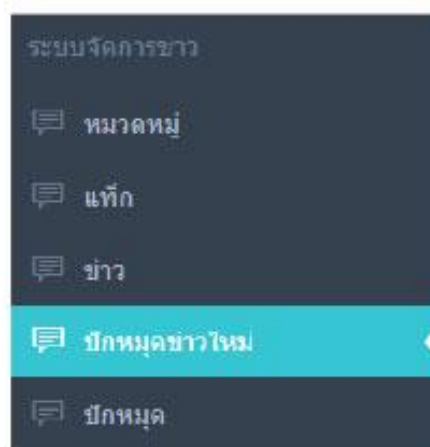 ระบบจัดการข่าว
หมวดหมู่
แท็ก
ข่าว
ปักหมุดข่าวใหม่
ปักหมุด